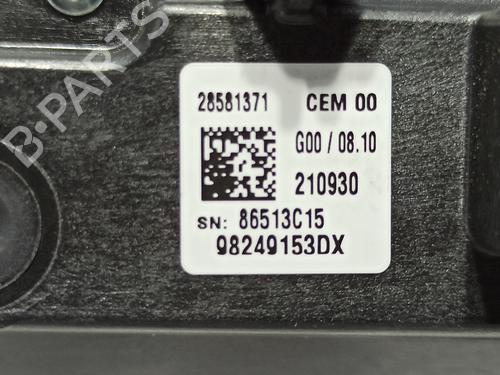 B-PARTS
28581371 CEM 00
G00 / 08.10
210930
SN: 86513C15
98249153DX